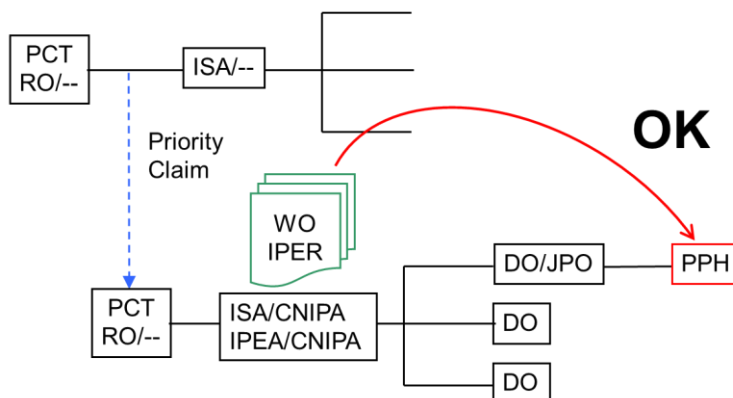 PCT
RO/--
ISA/--
OK
Priority
Claim
WO
IPER
DO/JPO
PPH
PCT
RO/--
ISA/CNIPA
IPEA/CNIPA
DO
DO